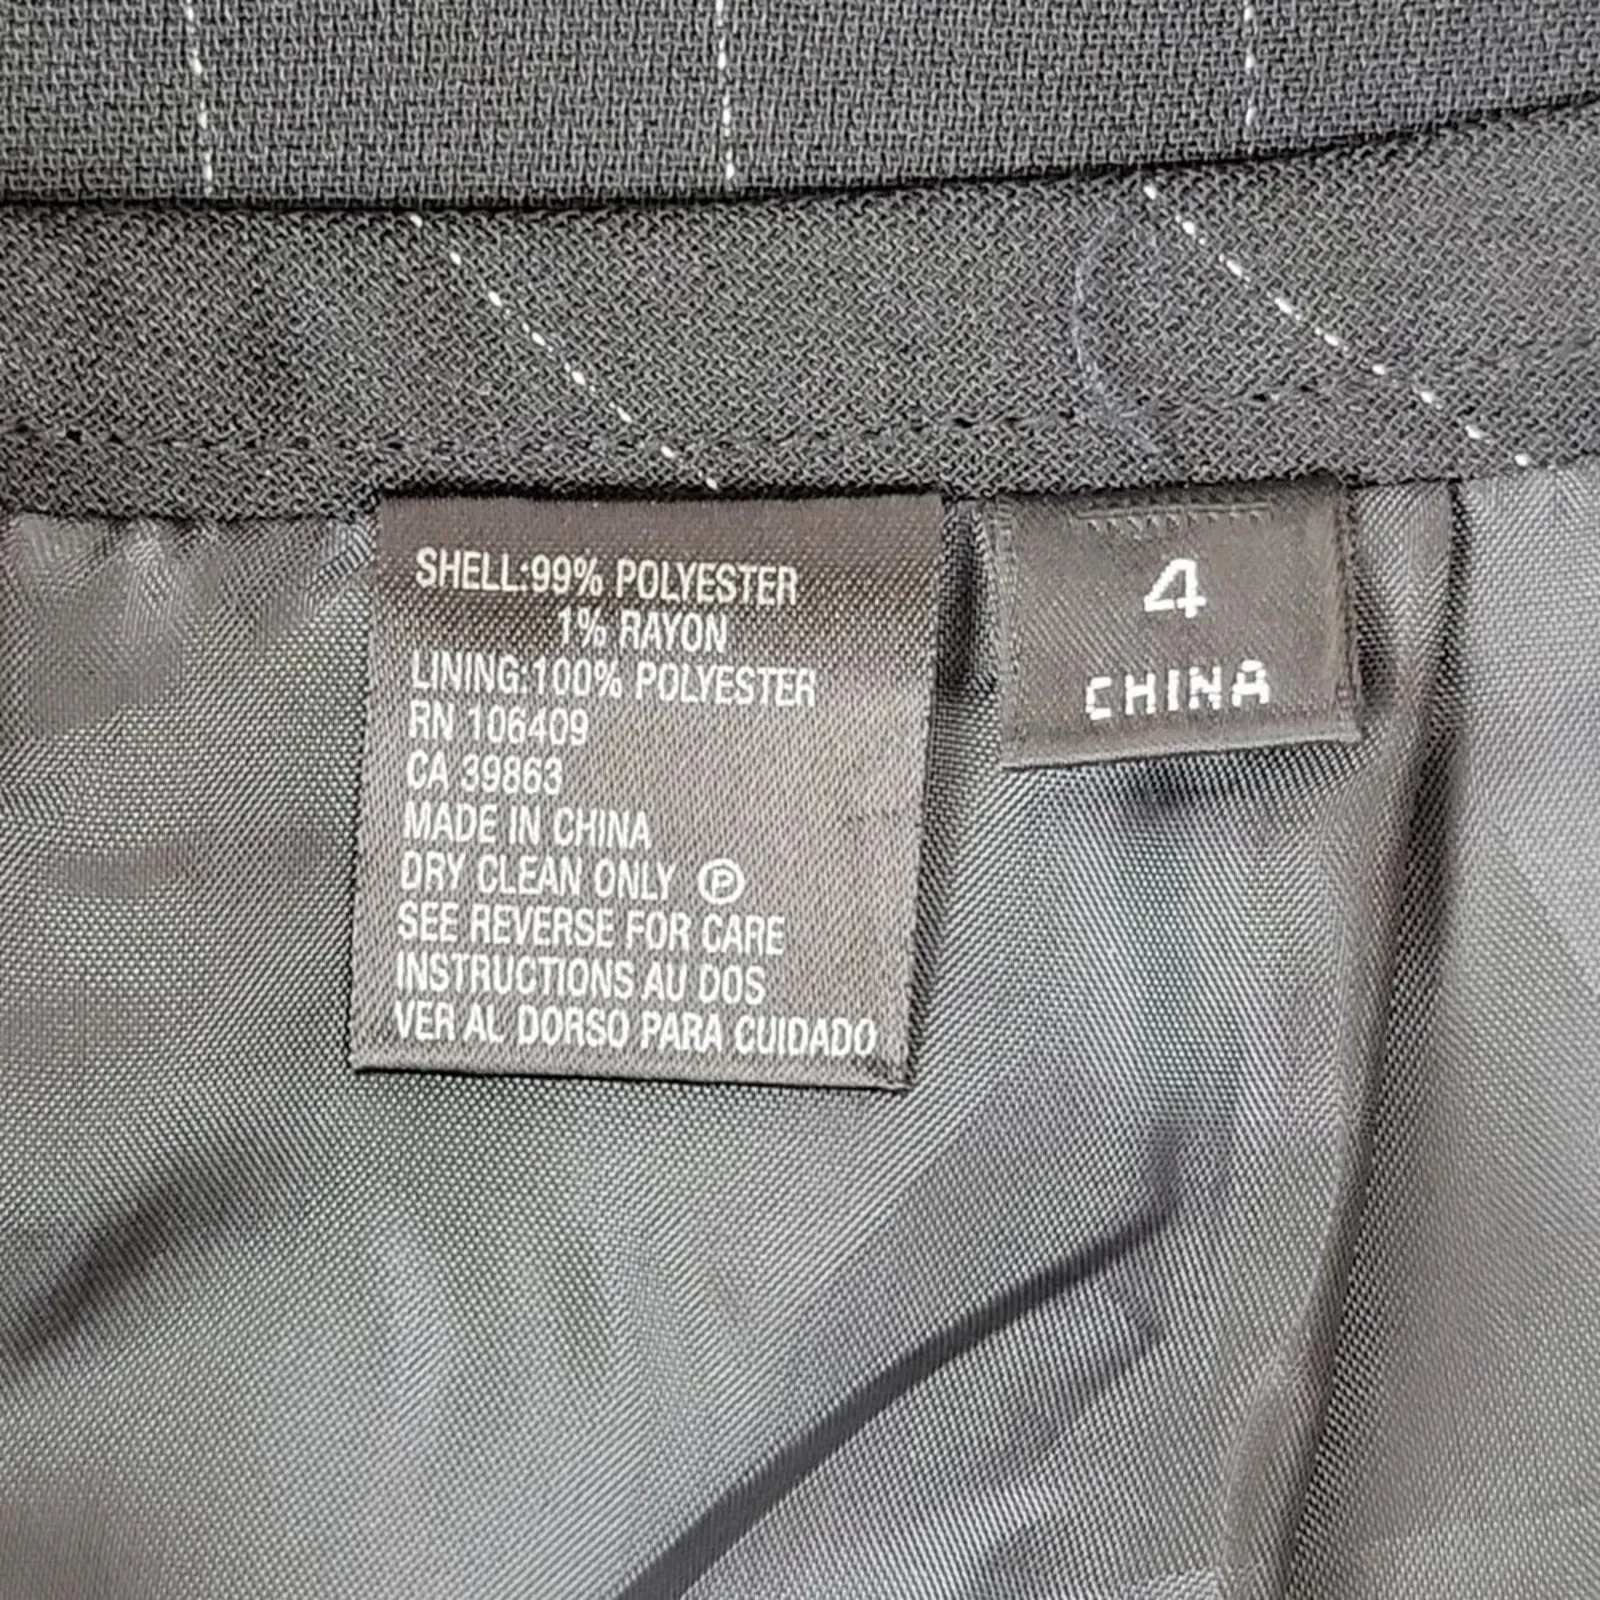 SHELL:99% POLYESTER
1% RAYON
LINING:100% POLYESTER
RN 106409
CA 39863
MADE IN CHINA
DRY CLEAN ONLY Ⓟ
SEE REVERSE FOR CARE
INSTRUCTIONS AU DOS
VER AL DORSO PARA CUIDADO
4
CHINA